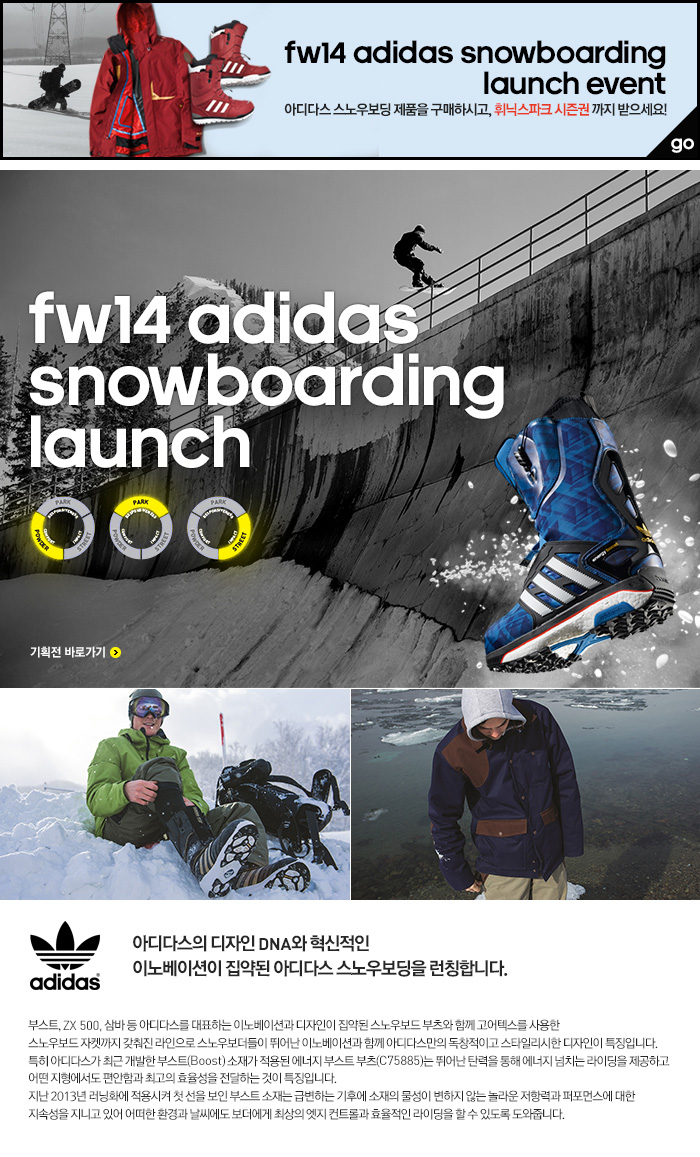 fw14 adidas snowboarding
launch event
아디다스 스노우보딩 제품을 구매하시고, 휘닉스파크 시즌권 까지 받으세요!
go
fw14 adidas
snowboarding
launch
PARK
POWDER
STREET
PARK
POWDER
STREET
PARK
POWDER
STREET
기획전 바로가기
adidas
아디다스의 디자인 DNA와 혁신적인
이노베이션이 집약된 아디다스 스노우보딩을 런칭합니다.
부스트, ZX 500, 삼바 등 아디다스를 대표하는 이노베이션과 디자인이 집약된 스노우보드 부츠와 함께 고어텍스를 사용한
스노우보드 자켓까지 갖춰진 라인으로 스노우보더들이 뛰어난 이노베이션과 함께 아디다스만의 독창적이고 스타일리시한 디자인이 특징입니다.
특히 아디다스가 최근 개발한 부스트(Boost) 소재가 적용된 에너지 부스트 부츠(C75885)는 뛰어난 탄력을 통해 에너지 넘치는 라이딩을 제공하고
어떤 지형에서도 편안함과 최고의 효율성을 전달하는 것이 특징입니다.
지난 2013년 러닝화에 적용시켜 첫 선을 보인 부스트 소재는 급변하는 기후에 소재의 물성이 변하지 않는 놀라운 저항력과 퍼포먼스에 대한
지속성을 지니고 있어 어떠한 환경과 날씨에도 보더에게 최상의 엣지 컨트롤과 효율적인 라이딩을 할 수 있도록 도와줍니다.